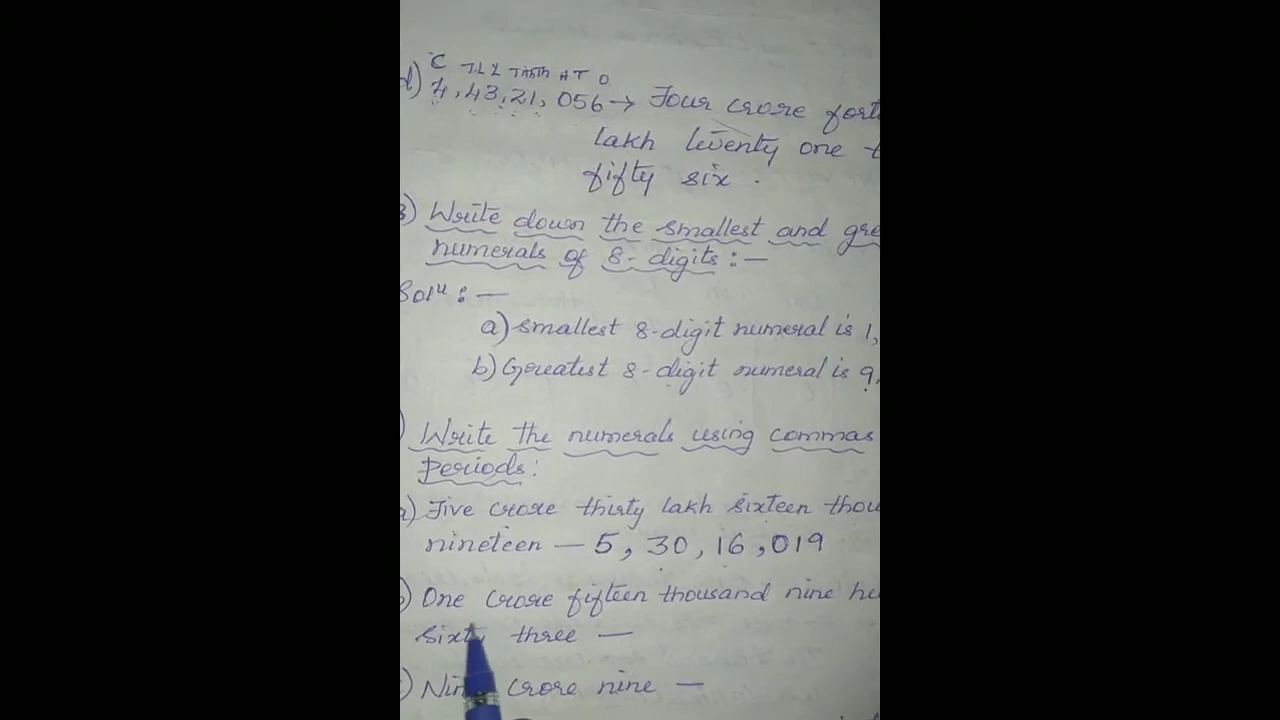 C TL L TTh Th H T O
d) 4,43,21,056 → Four crore fort
lakh twenty one t
fifty six .
3) Write down the smallest and gre
numerals of 8-digits :—
Solⁿ :—
a) smallest 8-digit numeral is 1,
b) Greatest 8-digit numeral is 9,
) Write the numerals using commas
periods:
a) Five crore thirty lakh sixteen thou
nineteen — 5, 30, 16, 019
b) One crore fifteen thousand nine hu
sixty three —
c) Nine crore nine —